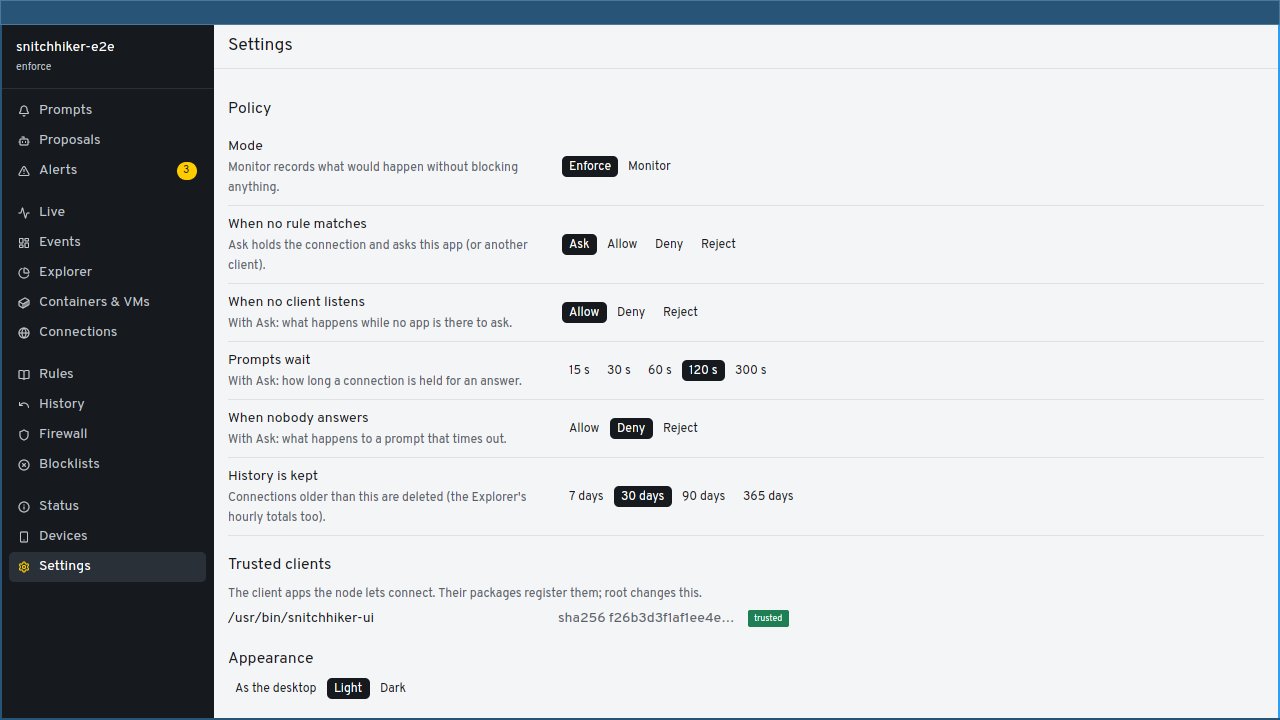 snitchhiker-e2e
enforce
Prompts
Proposals
Alerts
3
Live
Events
Explorer
Containers & VMs
Connections
Rules
History
Firewall
Blocklists
Status
Devices
Settings
Settings
Policy
Mode
Monitor records what would happen without blocking
anything.
Enforce Monitor
When no rule matches
Ask holds the connection and asks this app (or another
client).
Ask Allow Deny Reject
When no client listens
With Ask: what happens while no app is there to ask.
Allow Deny Reject
Prompts wait
With Ask: how long a connection is held for an answer.
15 s 30 s 60 s 120 s 300 s
When nobody answers
With Ask: what happens to a prompt that times out.
Allow Deny Reject
History is kept
Connections older than this are deleted (the Explorer's
hourly totals too).
7 days 30 days 90 days 365 days
Trusted clients
The client apps the node lets connect. Their packages register them; root changes this.
/usr/bin/snitchhiker-ui sha256 f26b3d3f1af1ee4e… trusted
Appearance
As the desktop Light Dark